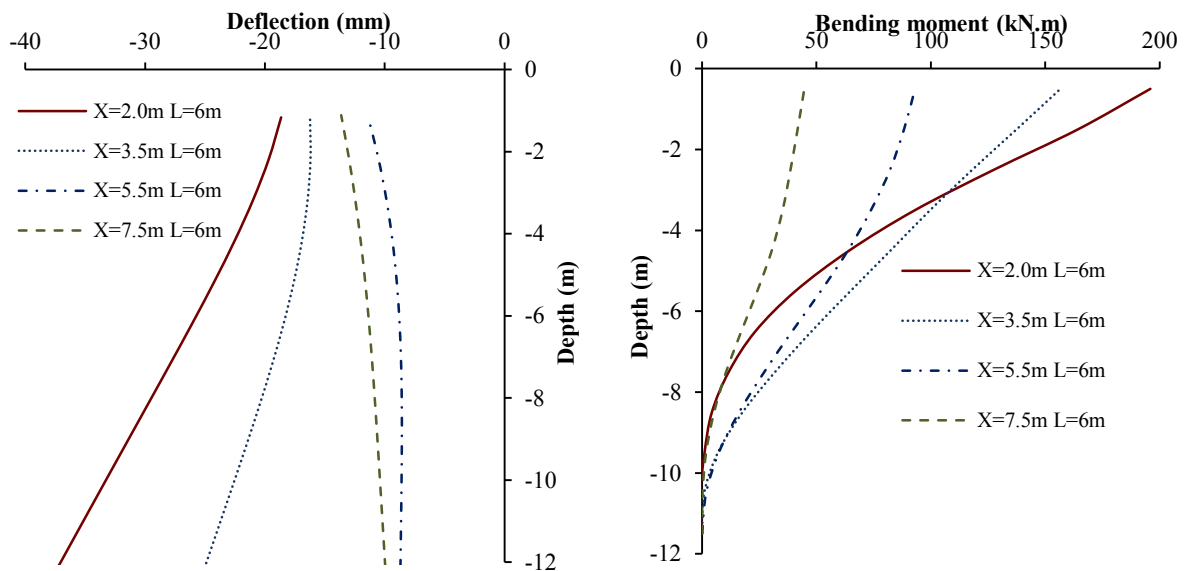 Deflection (mm)
-40 -30 -20 -10 0
0
-2
-4
-6
-8
-10
-12
Depth (m)
X=2.0m L=6m
X=3.5m L=6m
X=5.5m L=6m
X=7.5m L=6m
Bending moment (kN.m)
0 50 100 150 200
0
-2
-4
-6
-8
-10
-12
Depth (m)
X=2.0m L=6m
X=3.5m L=6m
X=5.5m L=6m
X=7.5m L=6m